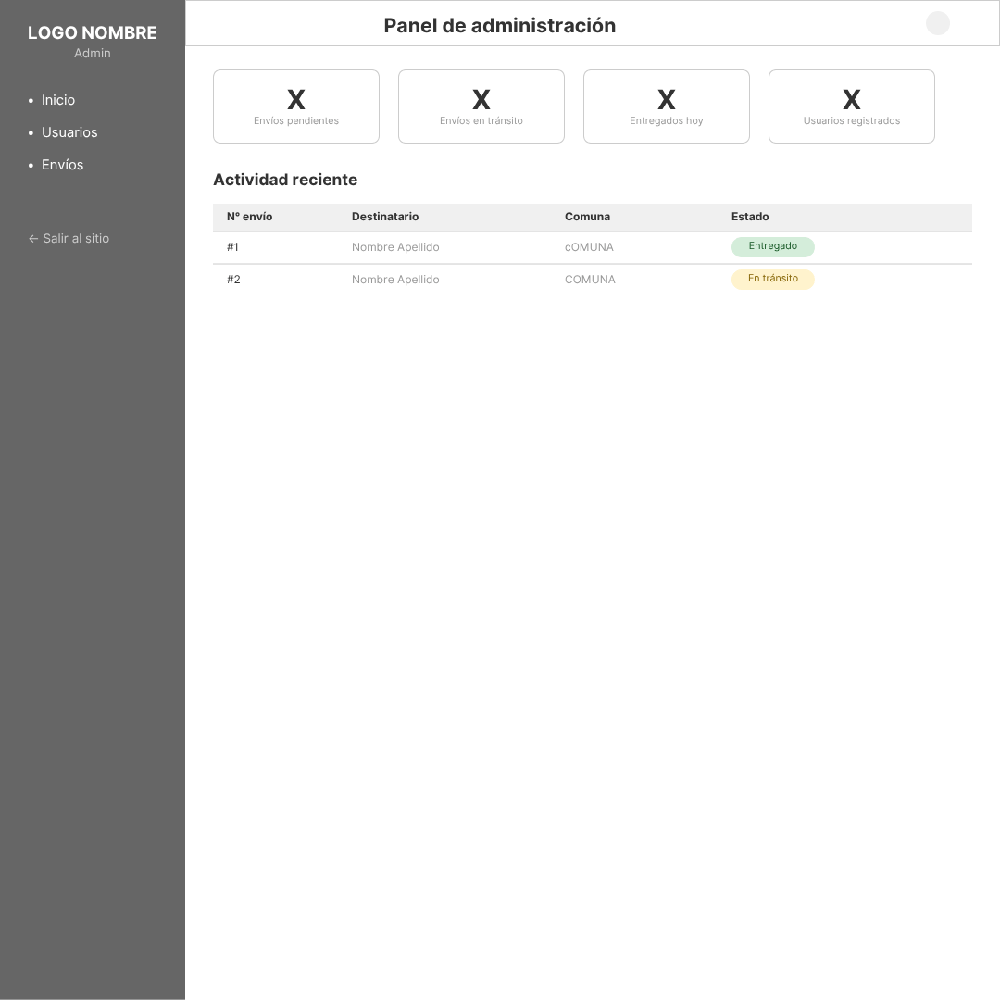 LOGO NOMBRE
Admin
• Inicio
• Usuarios
• Envíos
← Salir al sitio
Panel de administración
X
Envíos pendientes
X
Envíos en tránsito
X
Entregados hoy
X
Usuarios registrados
Actividad reciente
Nº envío Destinatario Comuna Estado
#1 Nombre Apellido cOMUNA Entregado
#2 Nombre Apellido COMUNA En tránsito